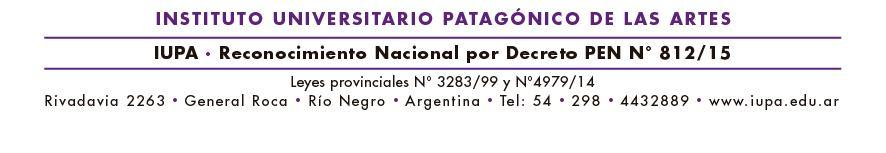 INSTITUTO UNIVERSITARIO PATAGÓNICO DE LAS ARTES
IUPA · Reconocimiento Nacional por Decreto PEN N° 812/15
Leyes provinciales N° 3283/99 y N°4979/14
Rivadavia 2263 • General Roca • Río Negro • Argentina • Tel: 54 • 298 • 4432889 • www.iupa.edu.ar